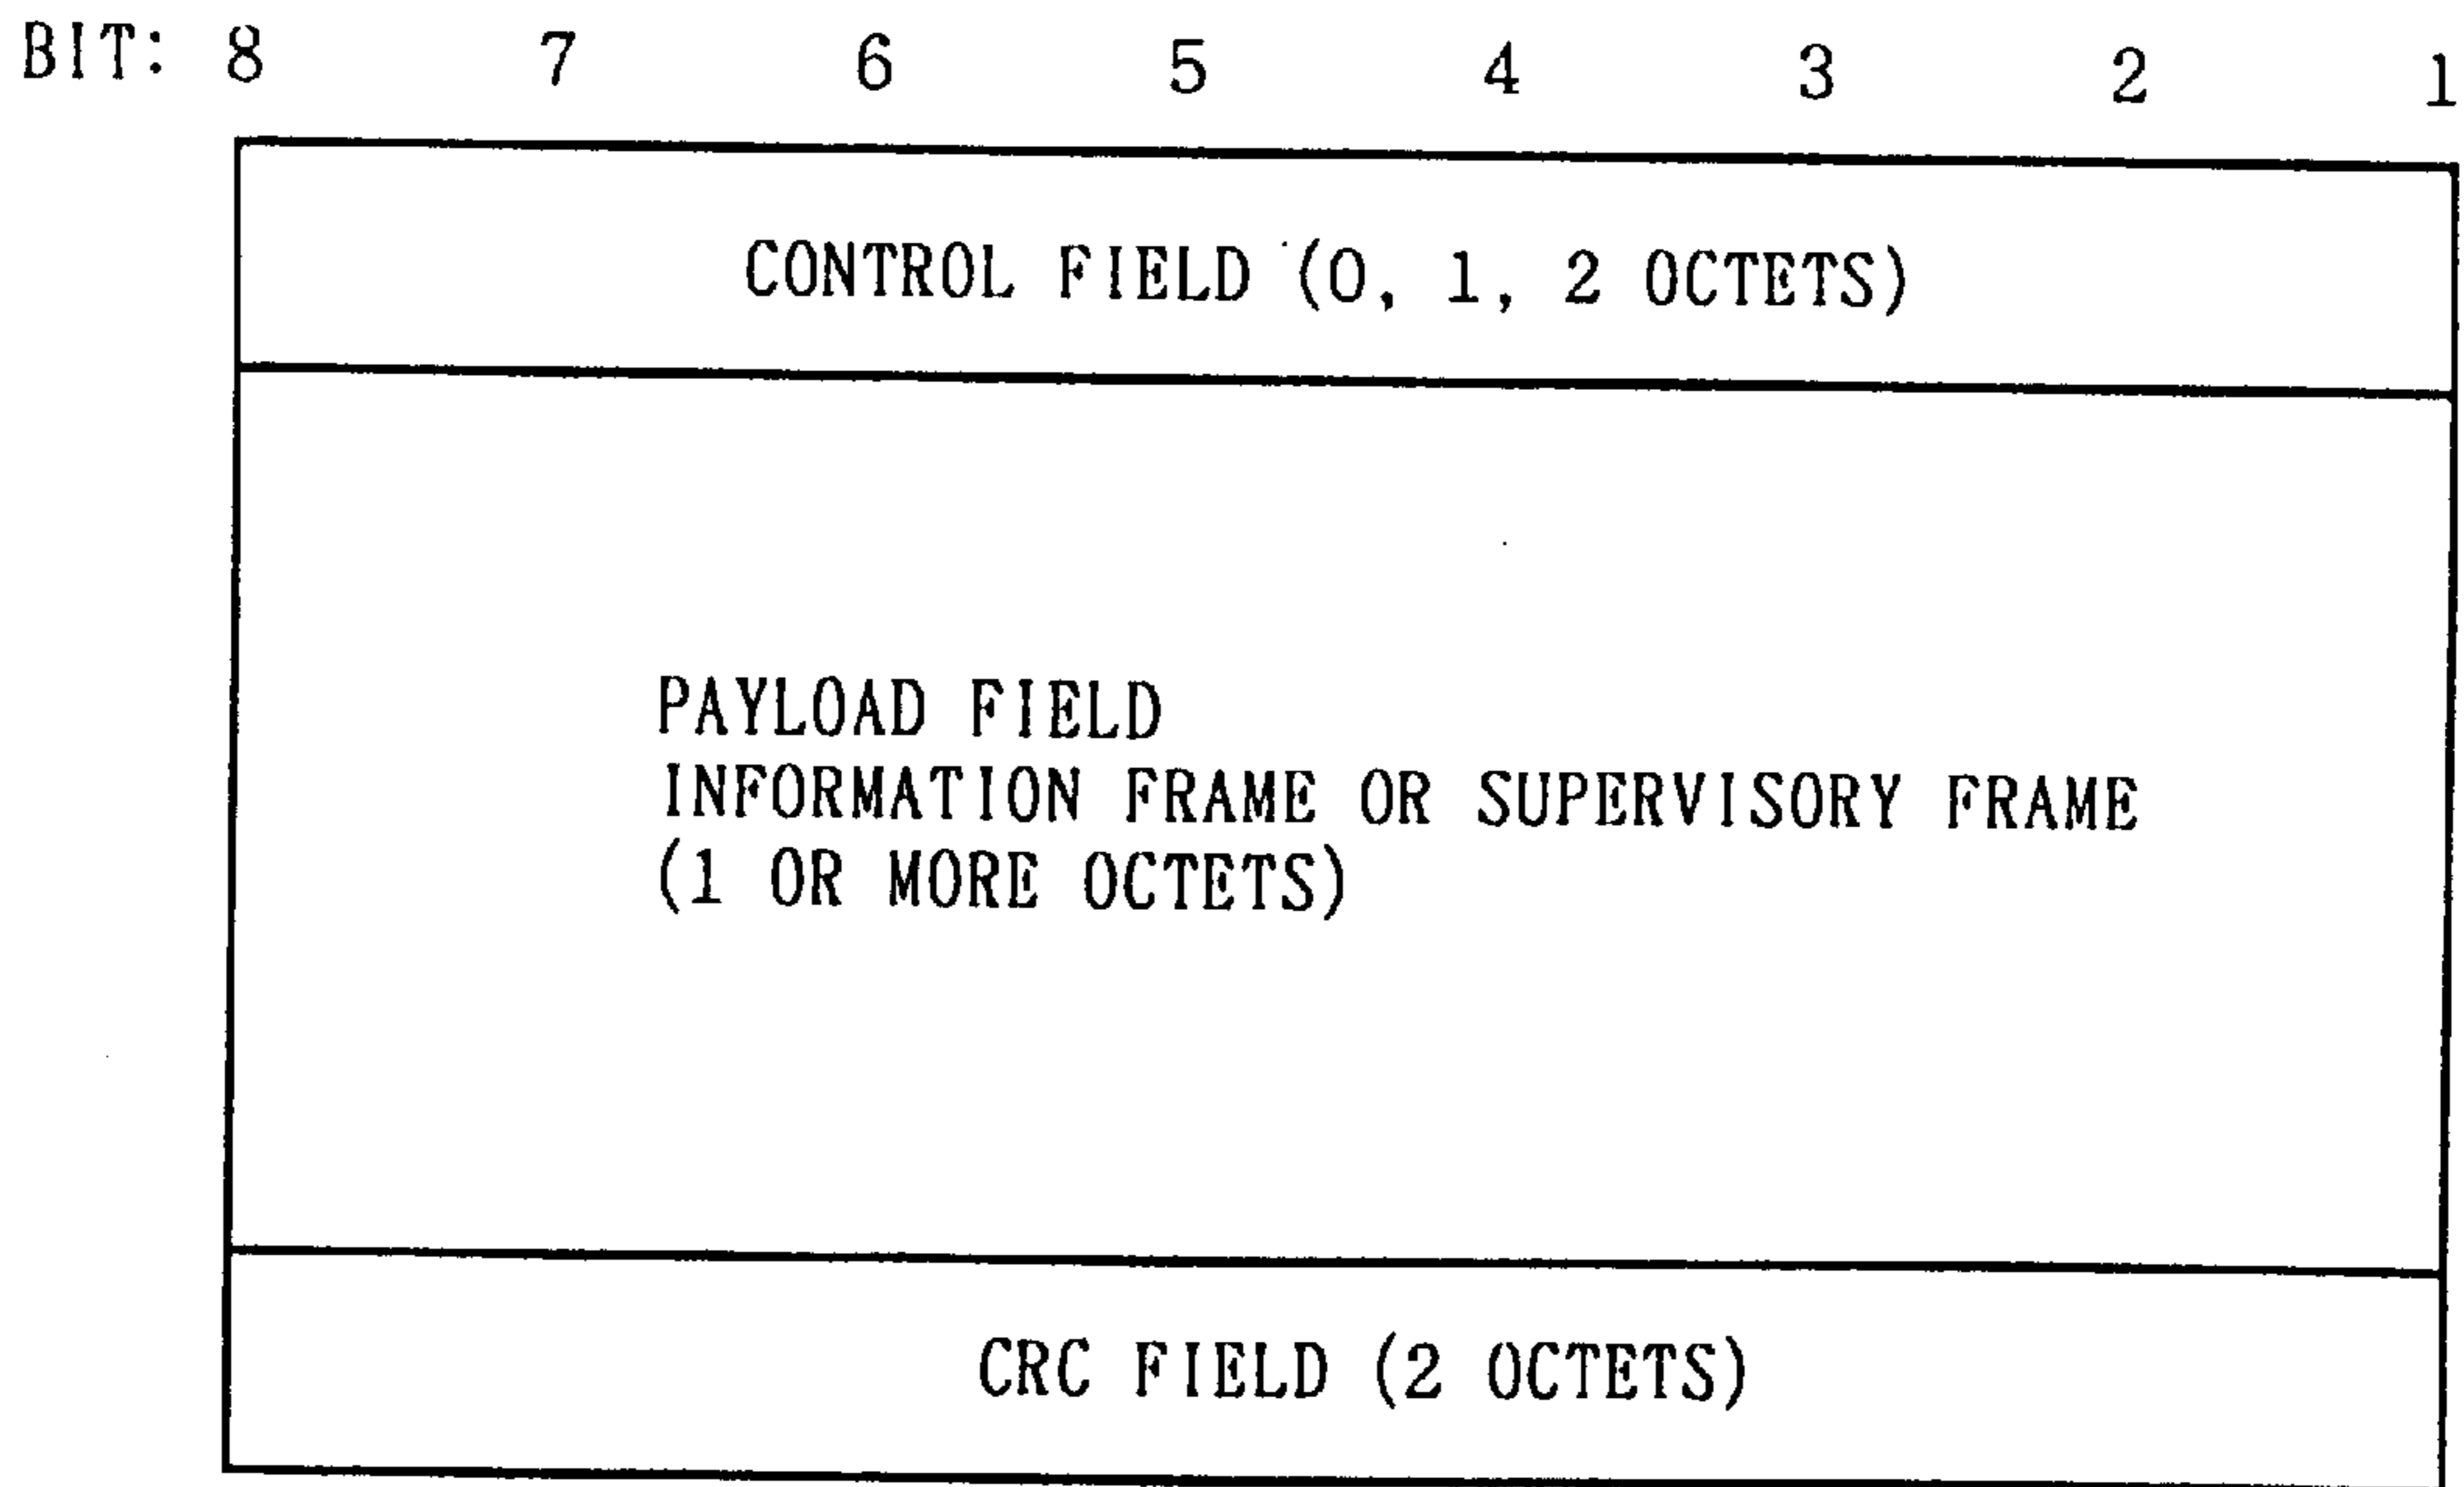 BIT: 8 7 6 5 4 3 2 1
CONTROL FIELD (0, 1, 2 OCTETS)
PAYLOAD FIELD
INFORMATION FRAME OR SUPERVISORY FRAME
(1 OR MORE OCTETS)
CRC FIELD (2 OCTETS)